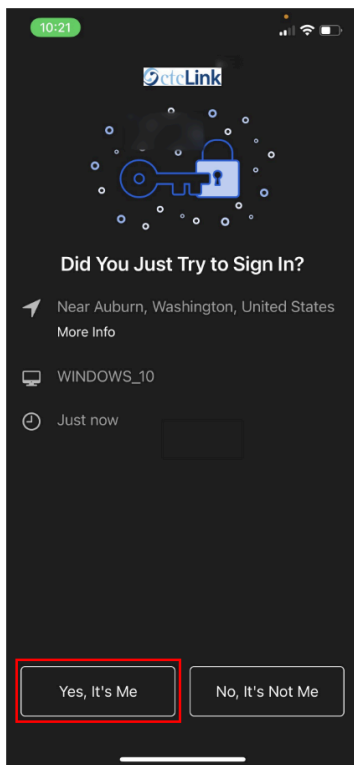 10:21
ctcLink
Did You Just Try to Sign In?
Near Auburn, Washington, United States
More Info
WINDOWS_10
Just now
Yes, It's Me
No, It's Not Me